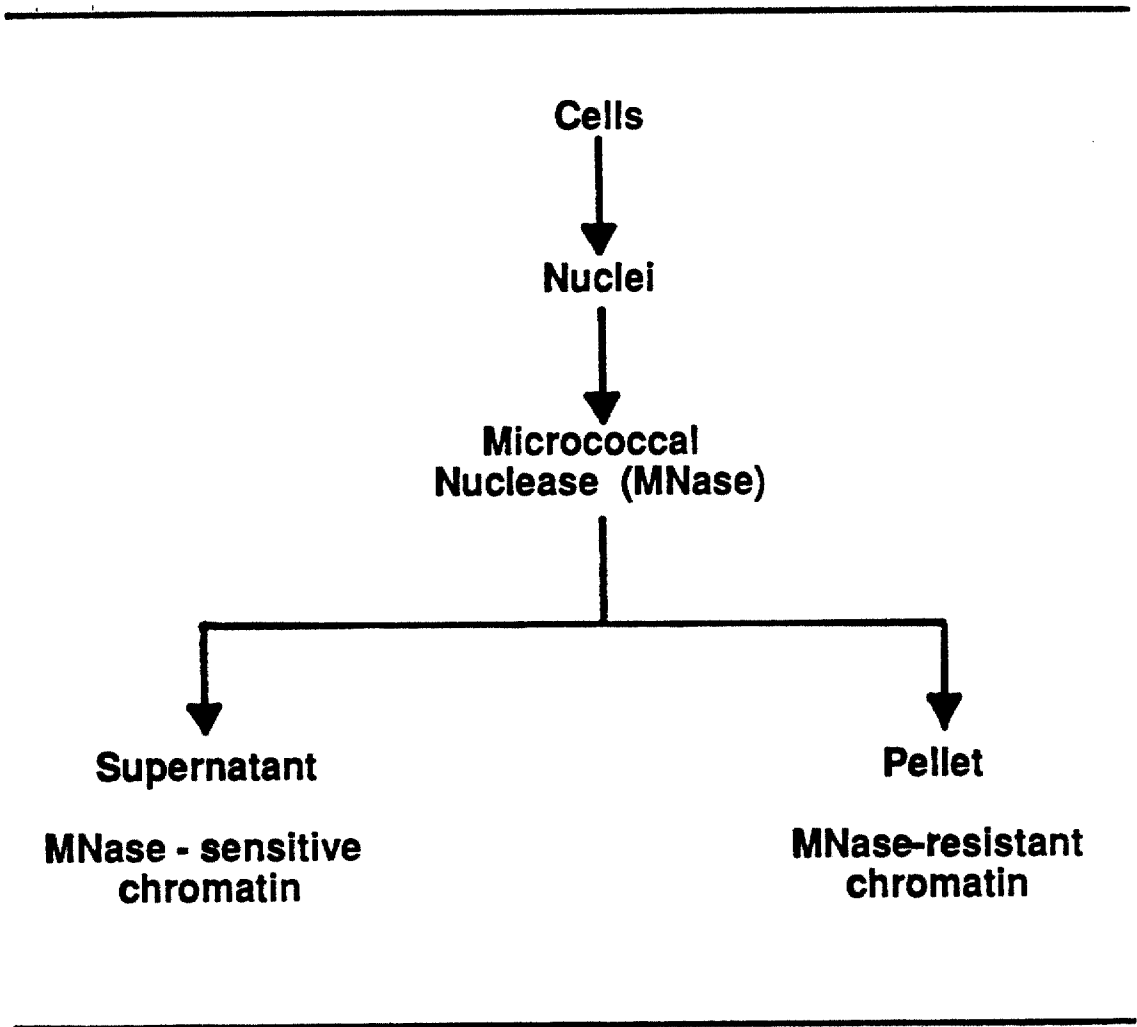 Cells
Nuclei
Micrococcal
Nuclease (MNase)
Supernatant
Pellet
MNase - sensitive
chromatin
MNase-resistant
chromatin